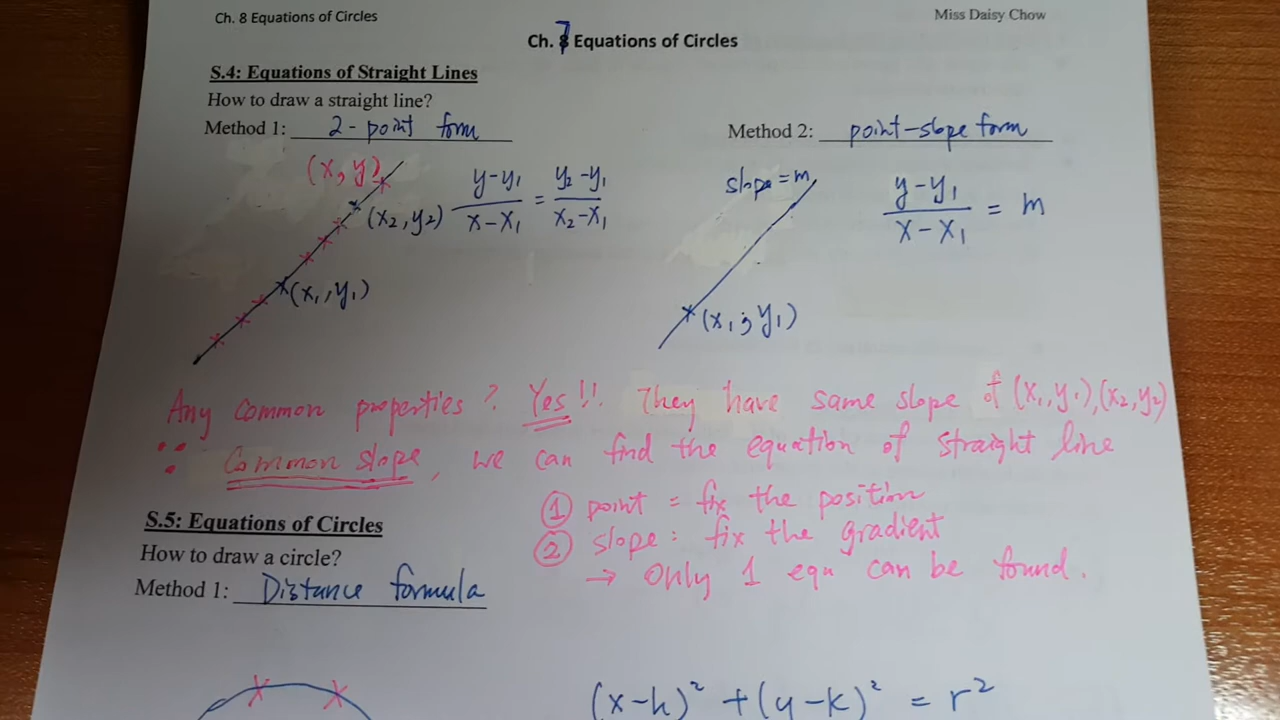 Ch. 8 Equations of Circles
Miss Daisy Chow
Ch. 7 Equations of Circles
S.4: Equations of Straight Lines
How to draw a straight line?
Method 1: 2-point form
Method 2: point-slope form
(x, y)
(x₂, y₂)
(x₁, y₁)
y-y₁ / x-x₁ = y₂-y₁ / x₂-x₁
slope = m
(x₁, y₁)
y-y₁ / x-x₁ = m
Any common properties? Yes!! They have same slope of (x₁, y₁), (x₂, y₂)
∵ Common slope, we can find the equation of straight line
① point = fix the position
② slope: fix the gradient
→ Only 1 equ can be found.
S.5: Equations of Circles
How to draw a circle?
Method 1: Distance formula
(x-h)² + (y-k)² = r²